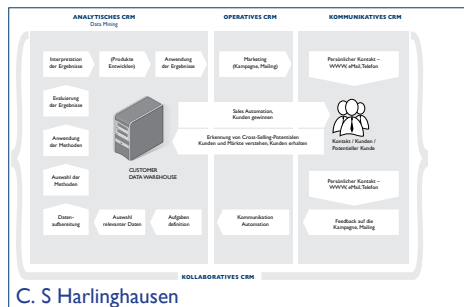 ANALYTISCHES CRM
Data Mining
OPERATIVES CRM
KOMMUNIKATIVES CRM
Interpretation
der Ergebnisse
(Produkte
Entwicklen)
Anwendung
der Ergebnisse
Marketing
(Kampagne, Mailing)
Persönlicher Kontakt –
WWW, eMail, Telefon
Evaluierung
der Ergebnisse
Sales Automation,
Kunden gewinnen
Anwendung
der Methoden
Erkennung von Cross-Selling-Potentialen
Kunden und Märkte verstehen, Kunden erhalten
Kontakt / Kunden /
Potentieller Kunde
CUSTOMER
DATA WAREHOUSE
Auswahl der
Methoden
Persönlicher Kontakt –
WWW, eMail, Telefon
Daten-
aufbereitung
Auswahl
relevanter Daten
Aufgaben
definition
Kommunikation
Automation
Feedback auf die
Kampagne, Mailing
KOLLABORATIVES CRM
C. S Harlinghausen